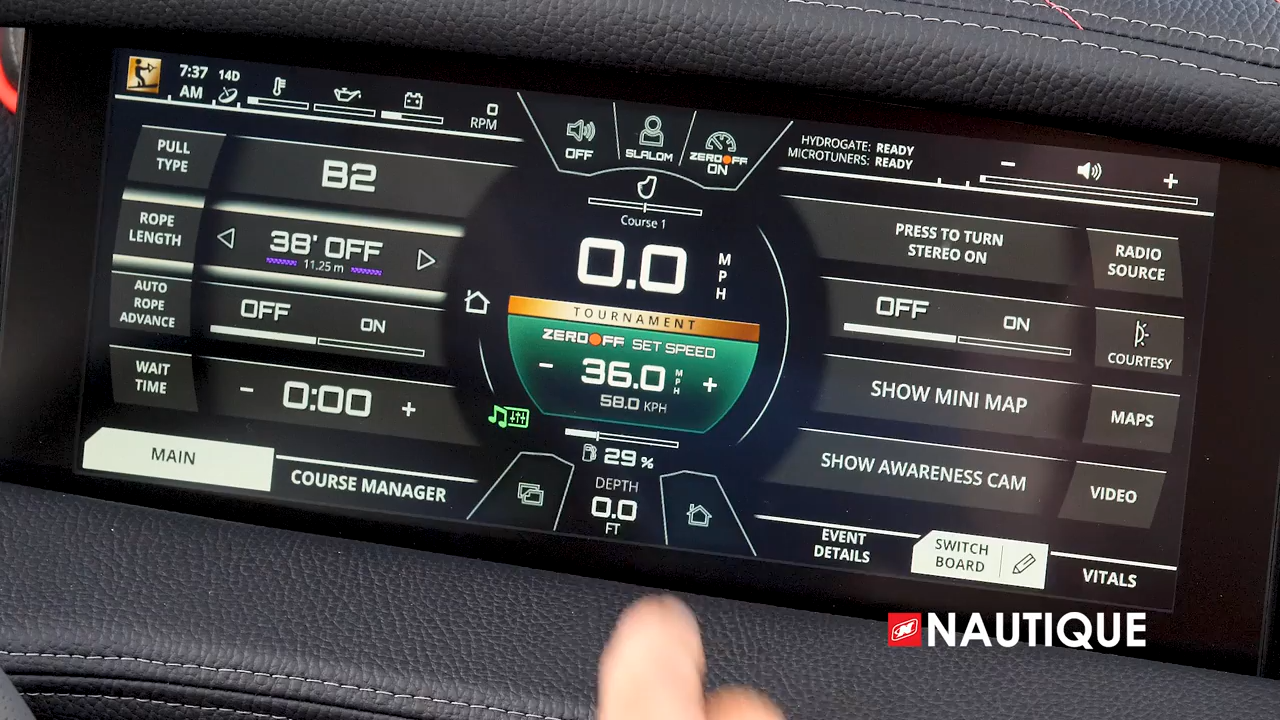 7:37
AM
14D
0
RPM
OFF
SLALOM
ZEROOFF
ON
HYDROGATE: READY
MICROTUNERS: READY
−
+
PULL
TYPE
B2
ROPE
LENGTH
38' OFF
11.25 m
AUTO
ROPE
ADVANCE
OFF
ON
WAIT
TIME
−
0:00
+
MAIN
COURSE MANAGER
Course 1
0.0
MPH
TOURNAMENT
ZEROOFF SET SPEED
− 36.0 MPH +
58.0 KPH
29 %
DEPTH
0.0
FT
PRESS TO TURN
STEREO ON
RADIO
SOURCE
OFF
ON
COURTESY
SHOW MINI MAP
MAPS
SHOW AWARENESS CAM
VIDEO
EVENT
DETAILS
SWITCH
BOARD
VITALS
NAUTIQUE